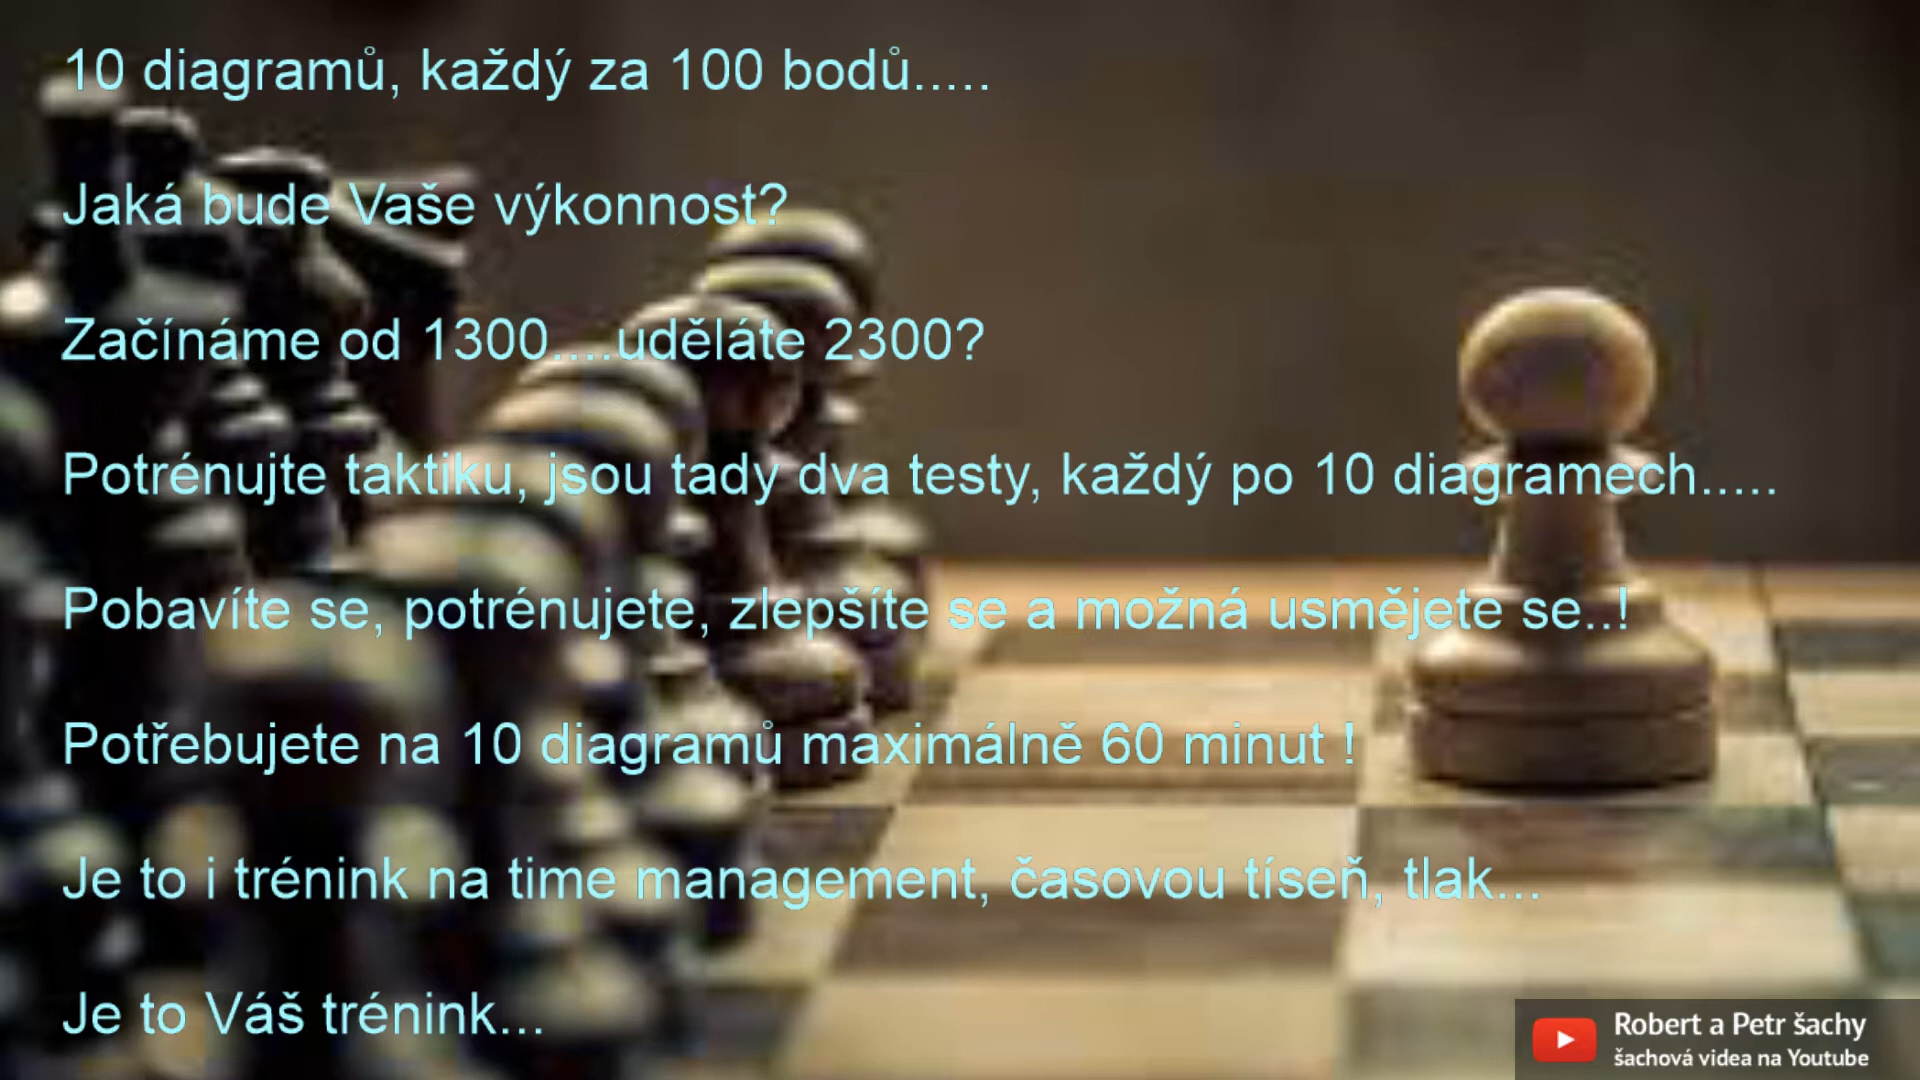 10 diagramů, každý za 100 bodů.....
Jaká bude Vaše výkonnost?
Začínáme od 1300....uděláte 2300?
Potrénujte taktiku, jsou tady dva testy, každý po 10 diagramech.....
Pobavíte se, potrénujete, zlepšíte se a možná usmějete se..!
Potřebujete na 10 diagramů maximálně 60 minut !
Je to i trénink na time management, časovou tíseň, tlak...
Je to Váš trénink...
Robert a Petr šachy
šachová videa na Youtube